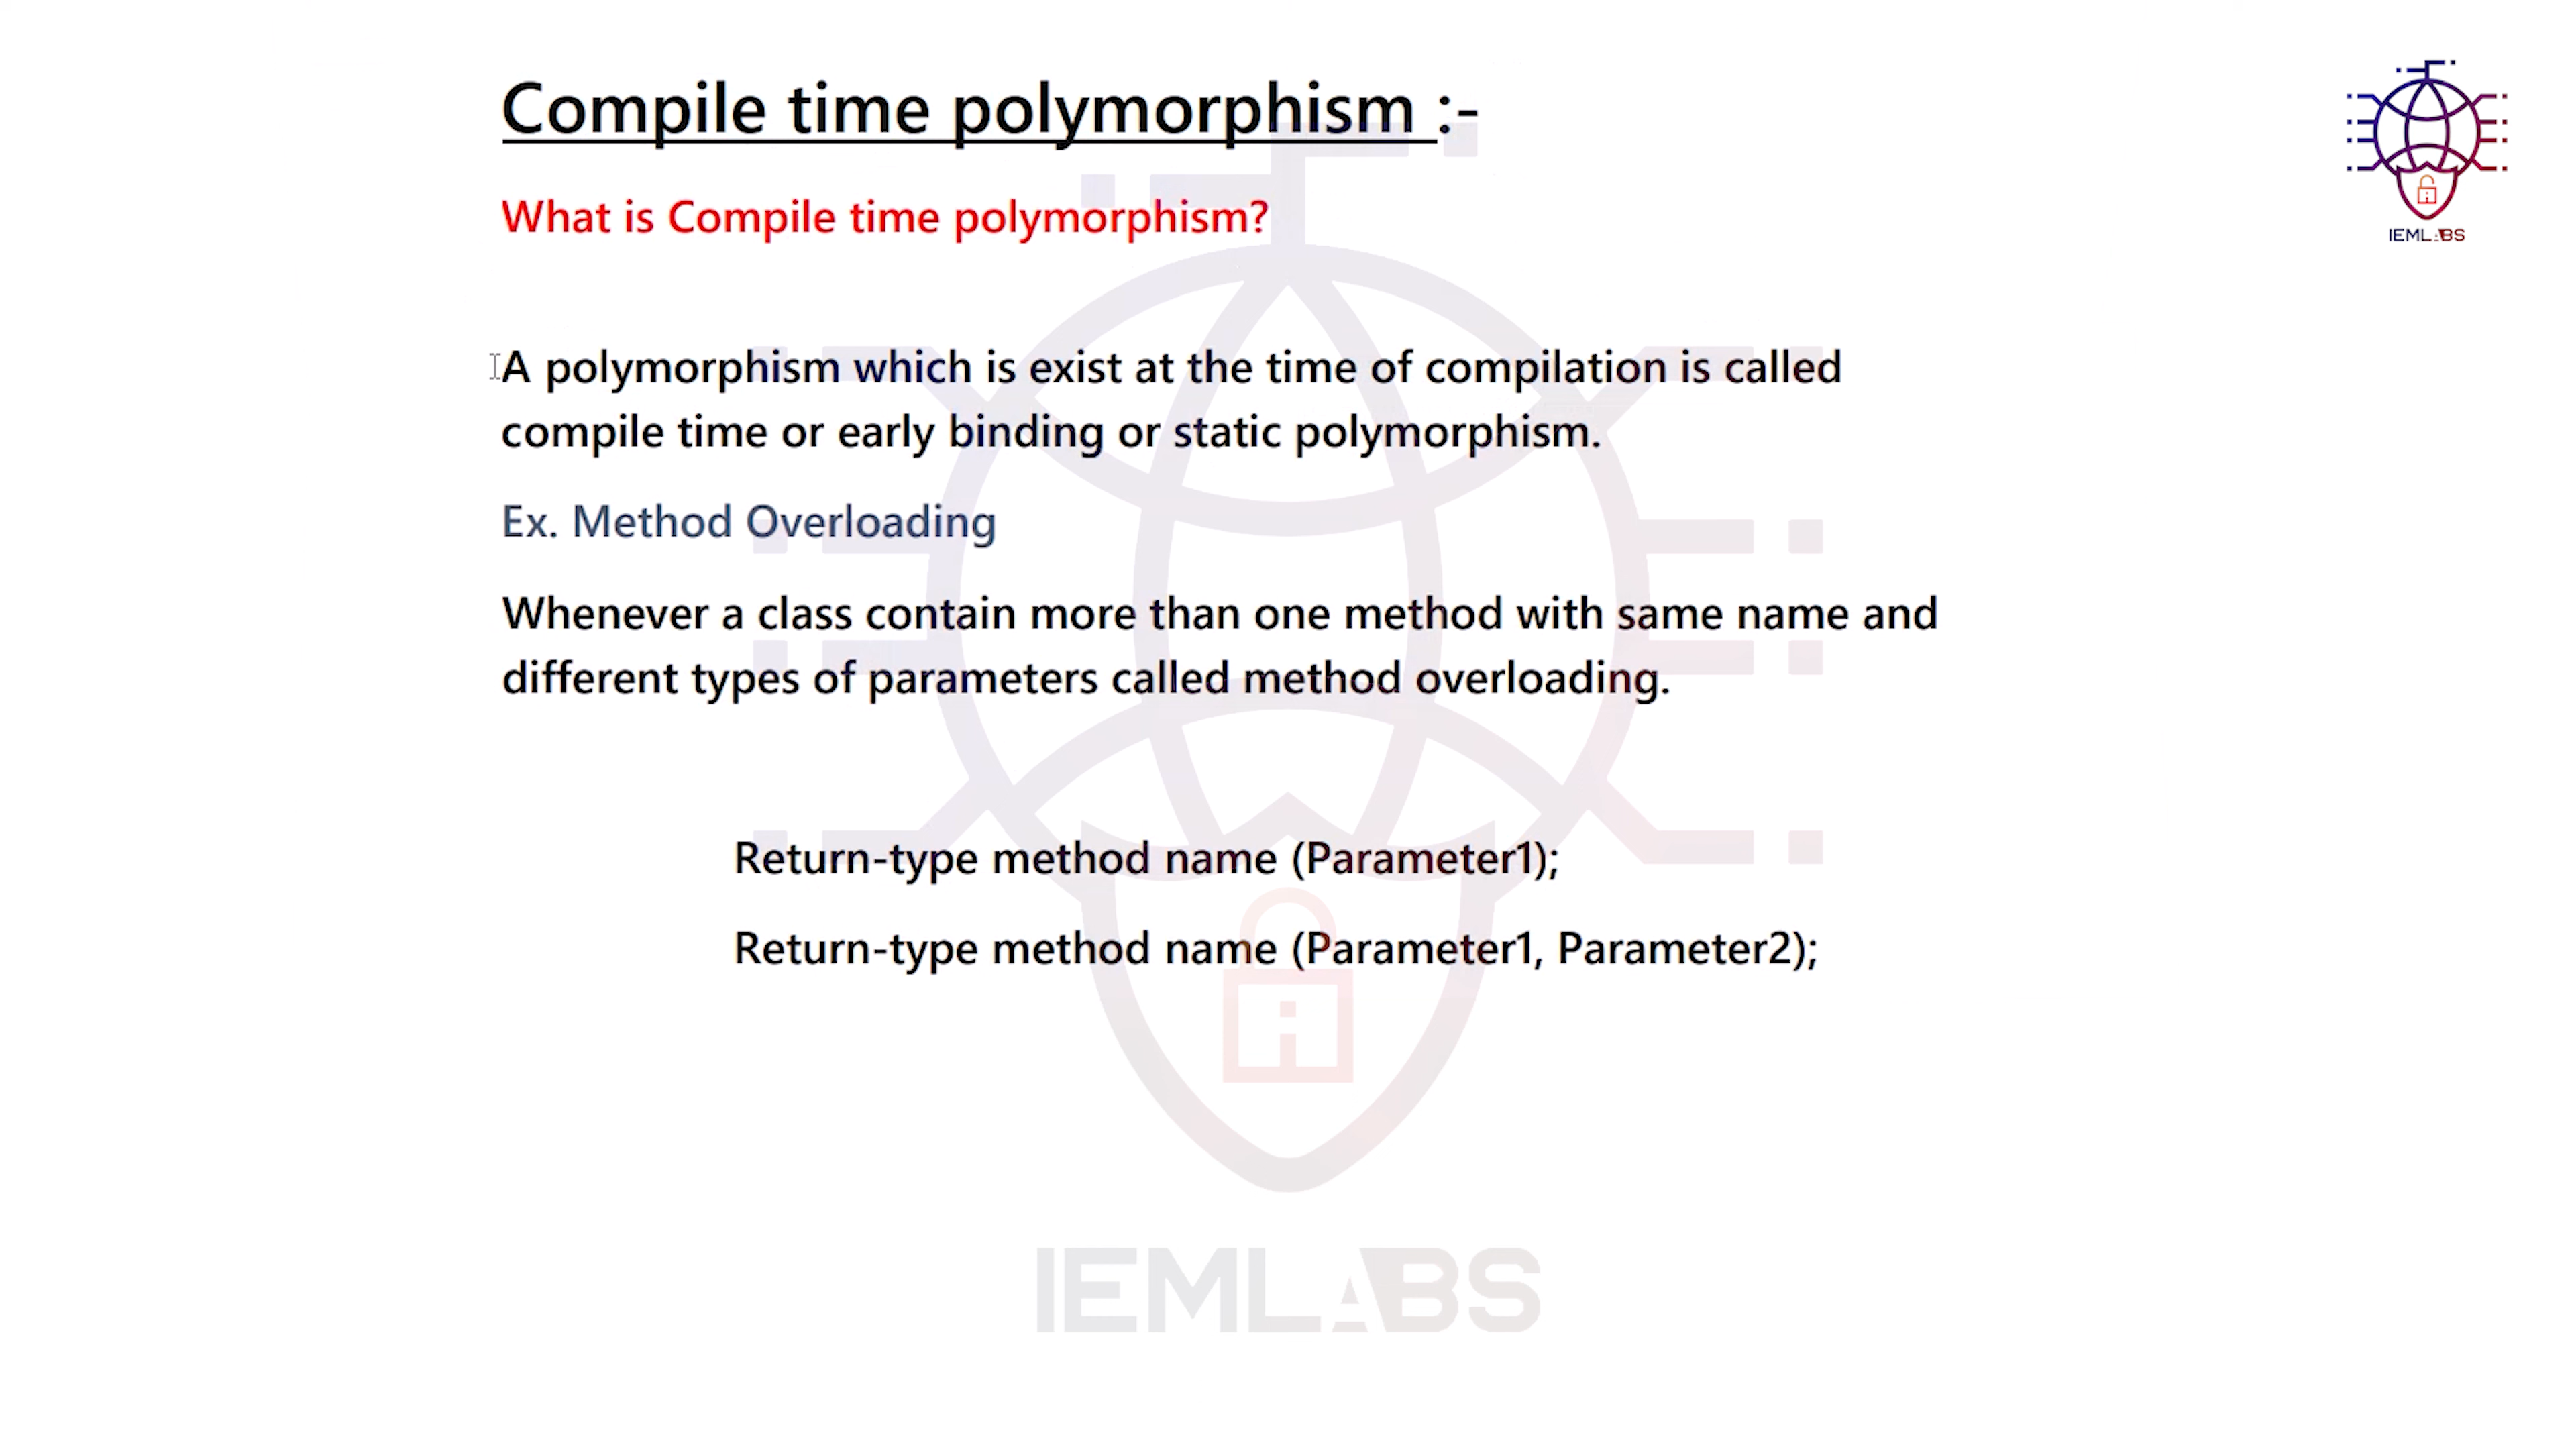 Compile time polymorphism :-
What is Compile time polymorphism?
IEMLABS
A polymorphism which is exist at the time of compilation is called
compile time or early binding or static polymorphism.
Ex. Method Overloading
Whenever a class contain more than one method with same name and
different types of parameters called method overloading.
Return-type method name (Parameter1);
Return-type method name (Parameter1, Parameter2);
IEMLABS